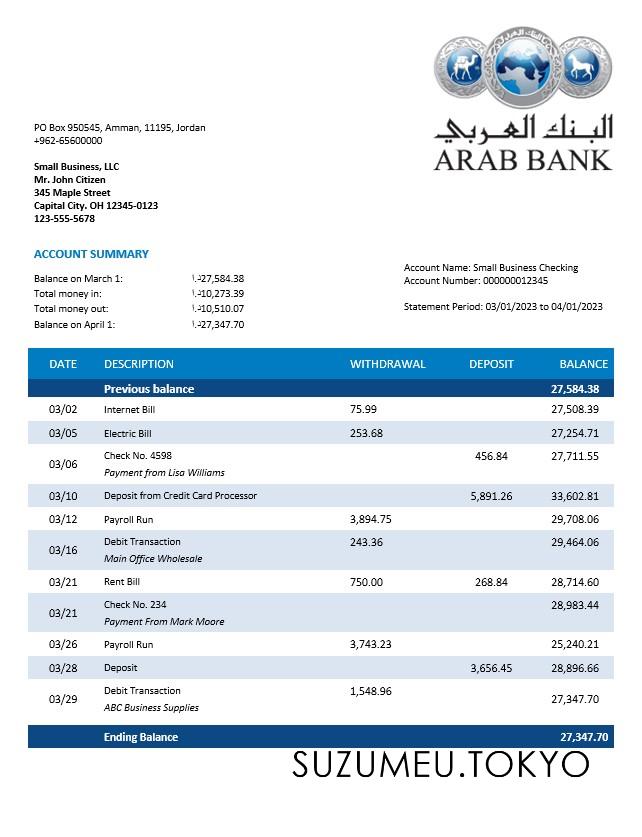 البنك العربي
ARAB BANK
PO Box 950545, Amman, 11195, Jordan
+962-65600000
Small Business, LLC
Mr. John Citizen
345 Maple Street
Capital City. OH 12345-0123
123-555-5678
ACCOUNT SUMMARY
Balance on March 1: د.ا27,584.38
Total money in: د.ا10,273.39
Total money out: د.ا10,510.07
Balance on April 1: د.ا27,347.70
Account Name: Small Business Checking
Account Number: 000000012345
Statement Period: 03/01/2023 to 04/01/2023
DATE DESCRIPTION WITHDRAWAL DEPOSIT BALANCE
Previous balance 27,584.38
03/02 Internet Bill 75.99 27,508.39
03/05 Electric Bill 253.68 27,254.71
03/06 Check No. 4598 456.84 27,711.55
Payment from Lisa Williams
03/10 Deposit from Credit Card Processor 5,891.26 33,602.81
03/12 Payroll Run 3,894.75 29,708.06
03/16 Debit Transaction 243.36 29,464.06
Main Office Wholesale
03/21 Rent Bill 750.00 268.84 28,714.60
03/21 Check No. 234 28,983.44
Payment From Mark Moore
03/26 Payroll Run 3,743.23 25,240.21
03/28 Deposit 3,656.45 28,896.66
03/29 Debit Transaction 1,548.96 27,347.70
ABC Business Supplies
Ending Balance 27,347.70
SUZUMEU.TOKYO